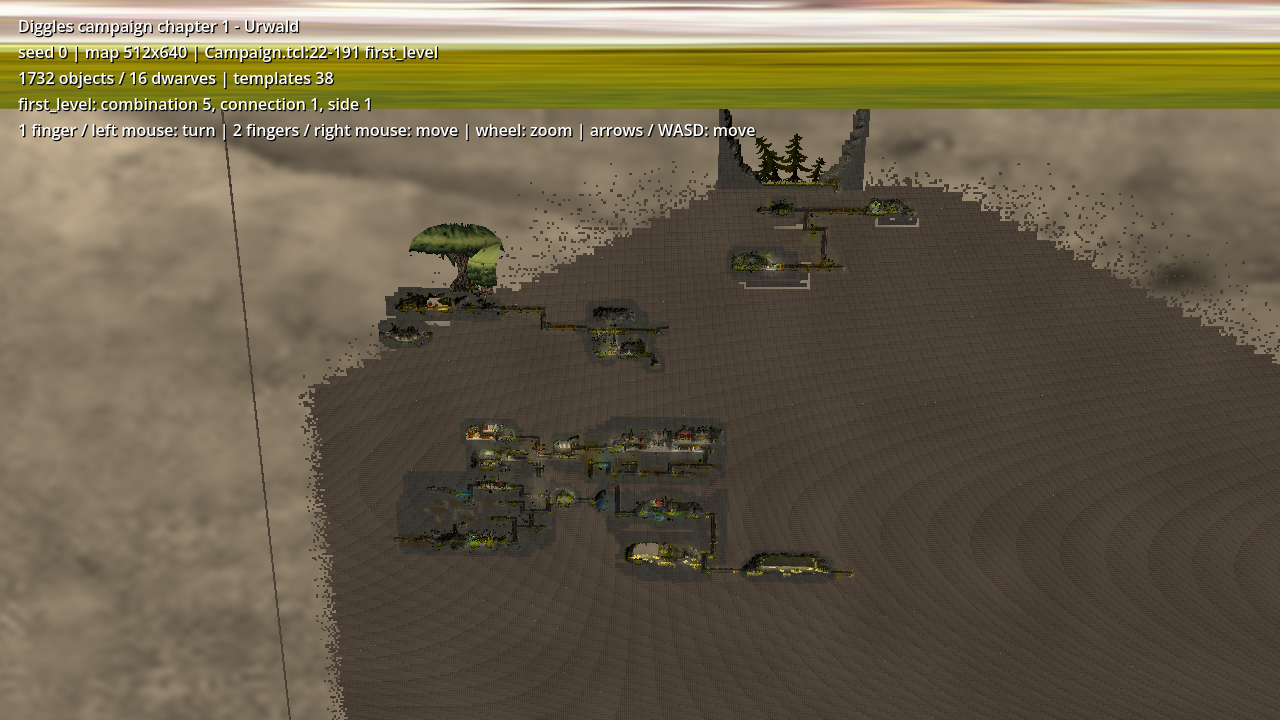 Diggles campaign chapter 1 - Urwald
seed 0 | map 512x640 | Campaign.tcl:22-191 first_level
1732 objects / 16 dwarves | templates 38
first_level: combination 5, connection 1, side 1
1 finger / left mouse: turn | 2 fingers / right mouse: move | wheel: zoom | arrows / WASD: move